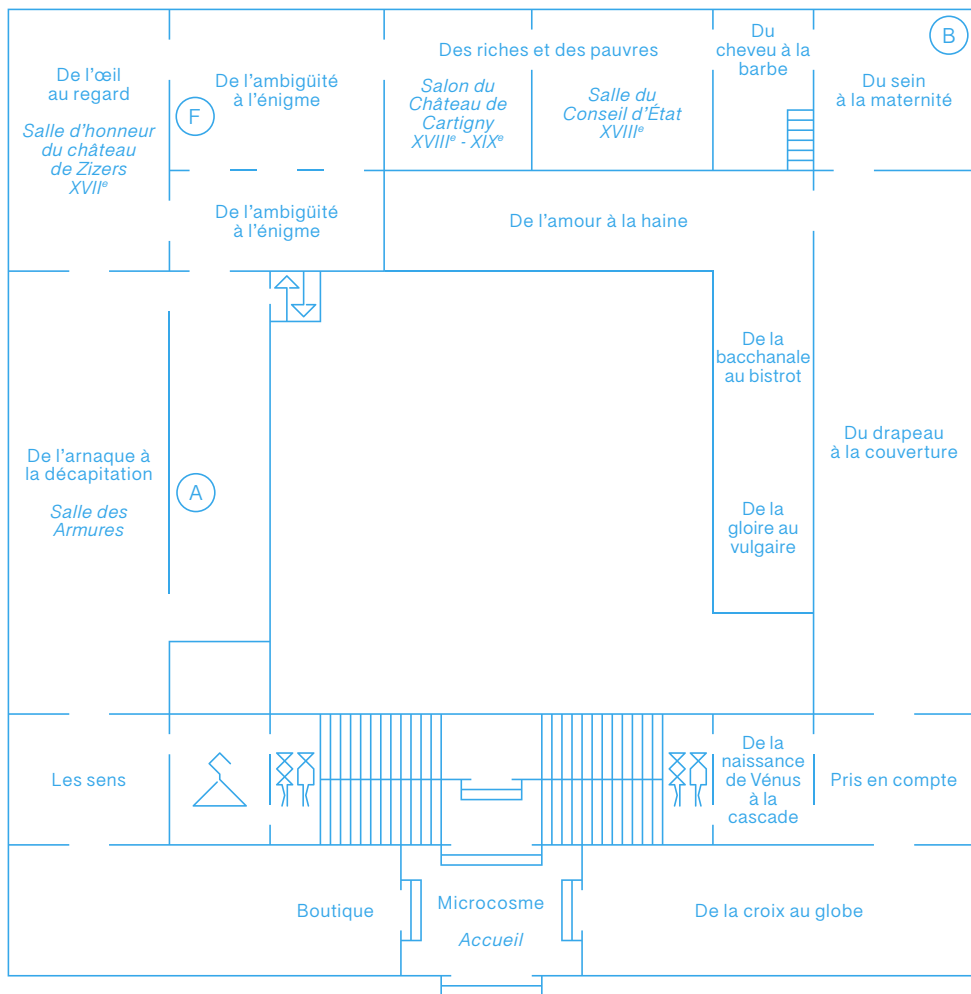 De l'œil
au regard
Salle d'honneur
du château
de Zizers
XVIIe
F
De l'ambigüité
à l'énigme
Des riches et des pauvres
Salon du
Château de
Cartigny
XVIIIe - XIXe
Salle du
Conseil d'État
XVIIIe
Du
cheveu à la
barbe
B
Du sein
à la maternité
De l'ambigüité
à l'énigme
De l'amour à la haine
De la
bacchanale
au bistrot
De l'arnaque à
la décapitation
Salle des
Armures
A
De la
gloire au
vulgaire
Du drapeau
à la couverture
Les sens
De la
naissance
de Vénus
à la
cascade
Pris en compte
Boutique
Microcosme
Accueil
De la croix au globe